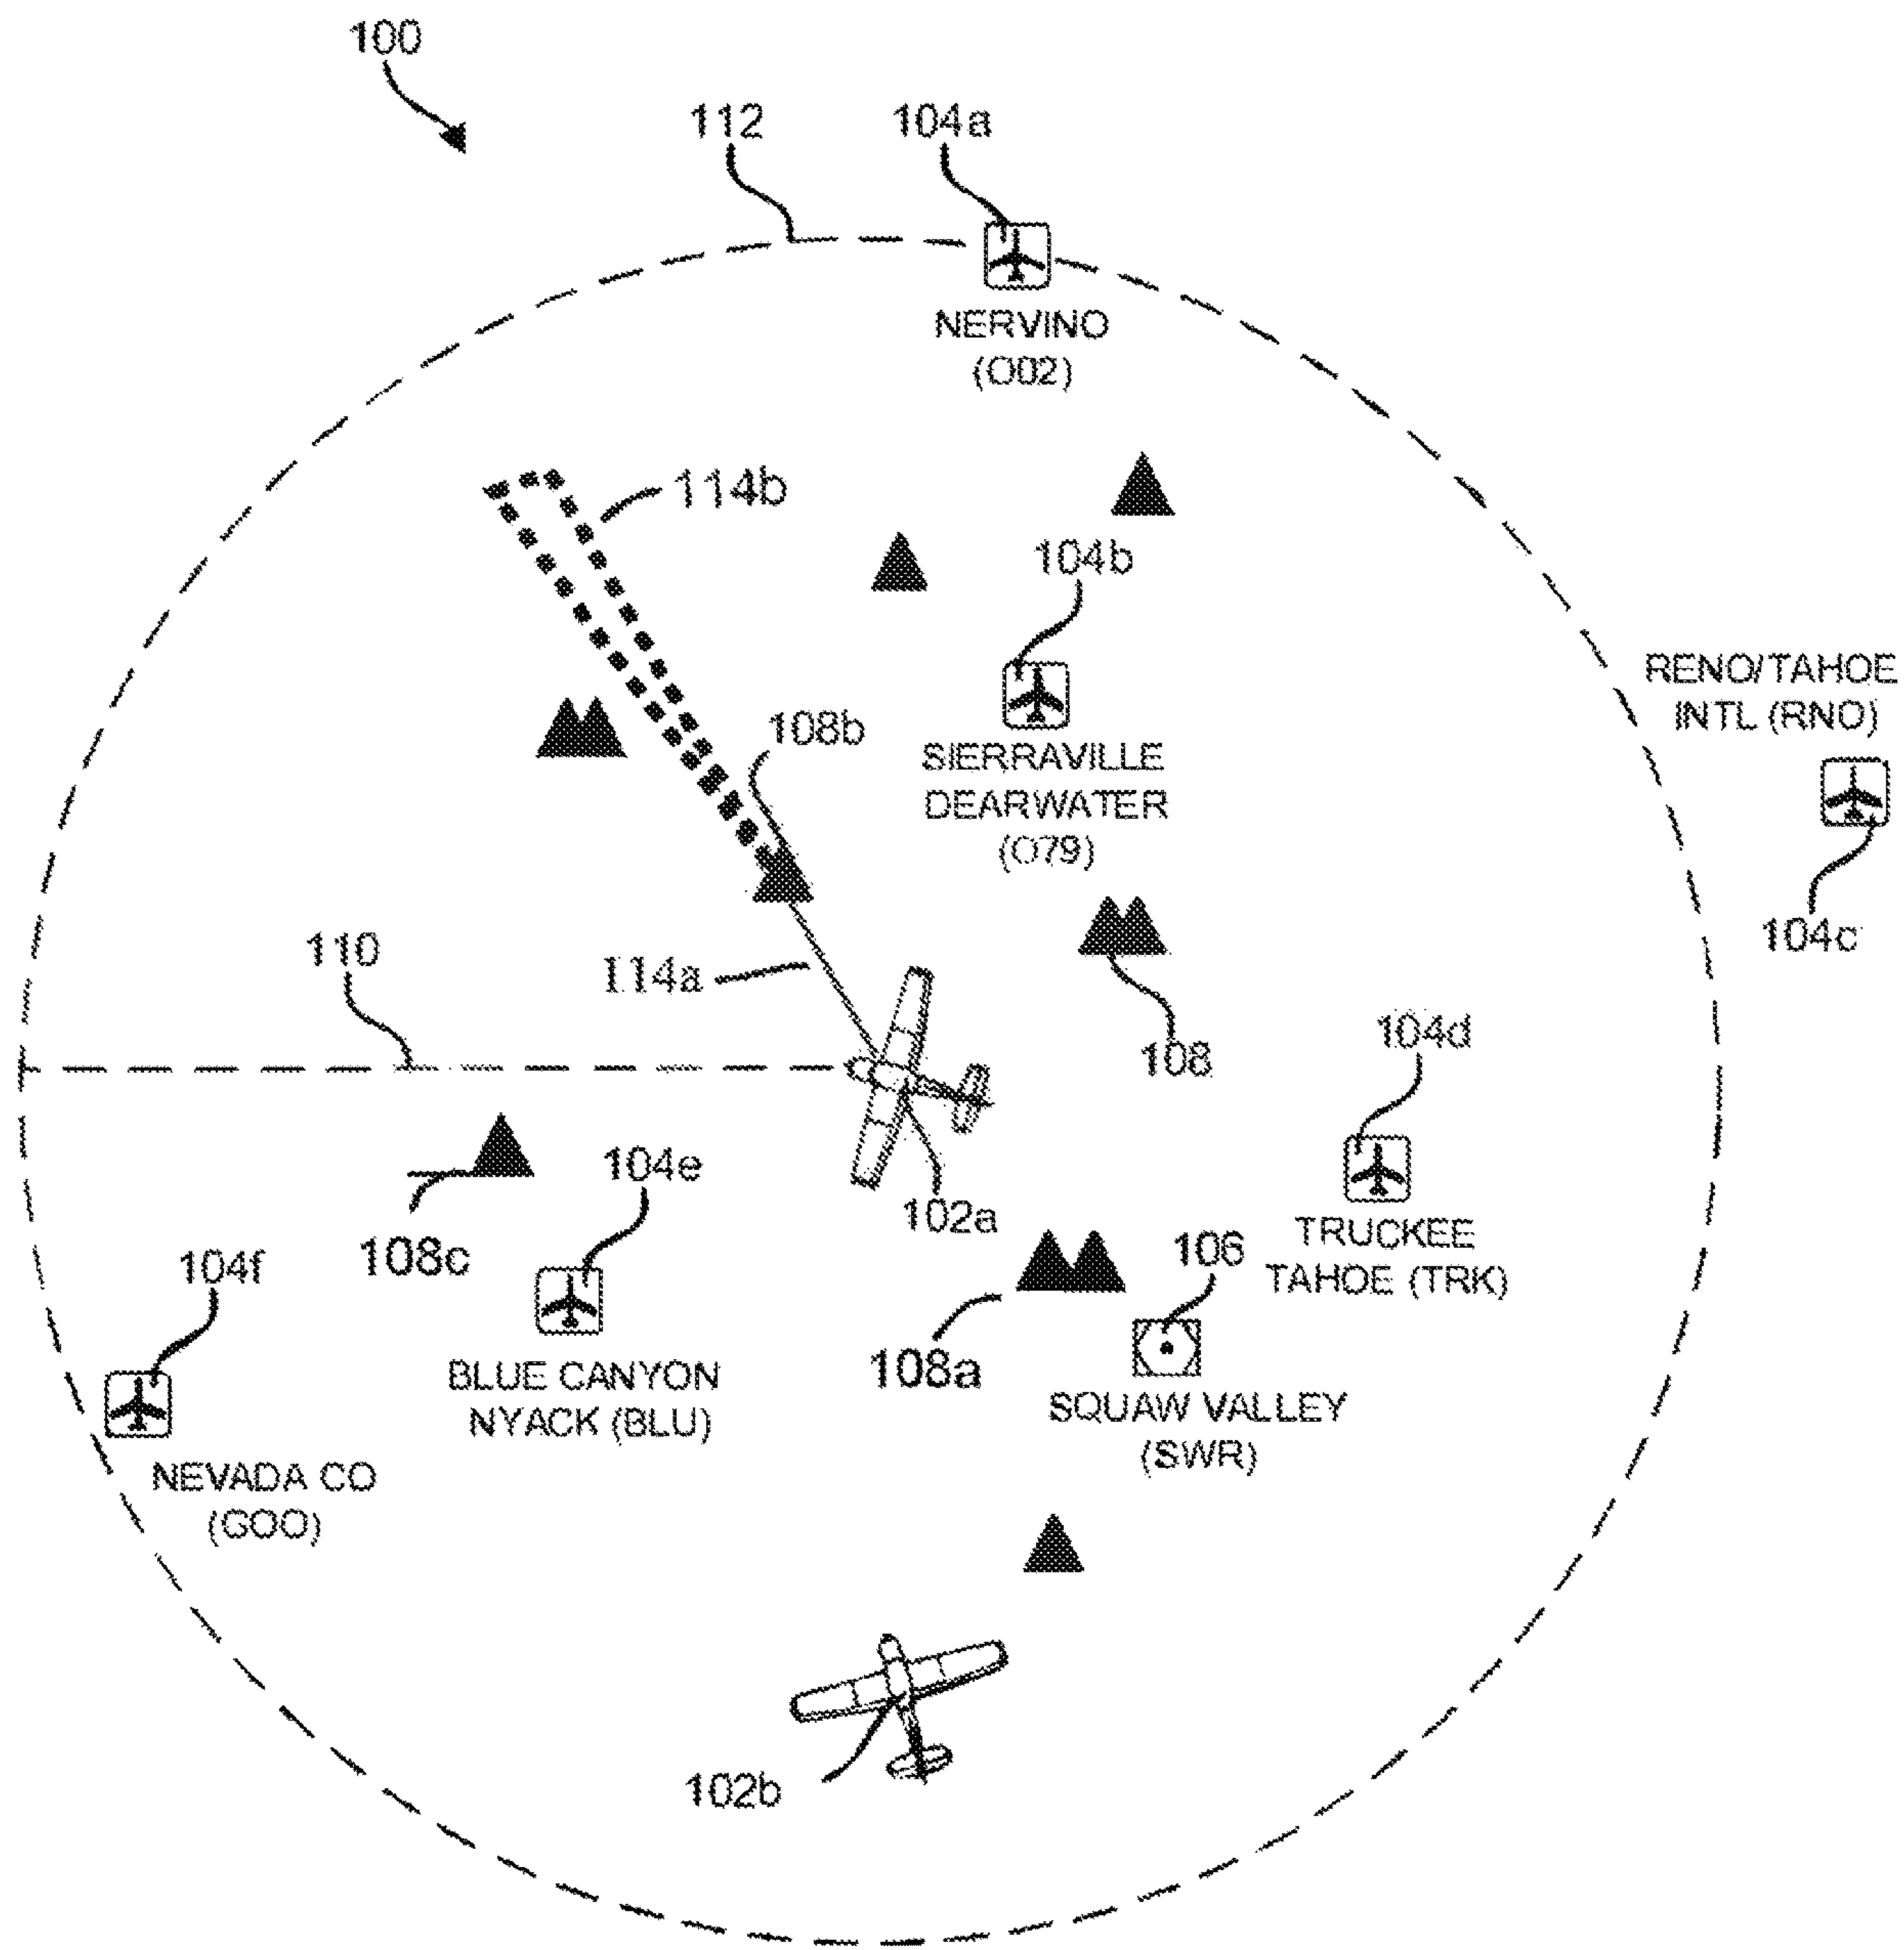 100
112
104a
NERVINO
(O02)
114b
104b
RENO/TAHOE
INTL (RNO)
108b
SIERRAVILLE
DEARWATER
(O79)
104c
110
114a
104d
108
104e
102a
TRUCKEE
TAHOE (TRK)
106
108c
104f
108a
BLUE CANYON
NYACK (BLU)
SQUAW VALLEY
(SWR)
NEVADA CO
(GOO)
102b